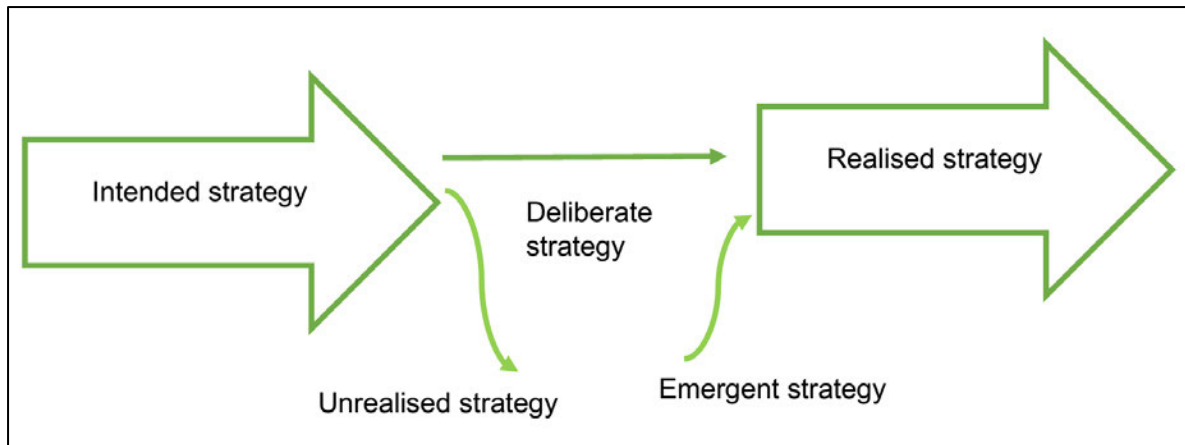 Intended strategy
Deliberate
strategy
Realised strategy
Unrealised strategy
Emergent strategy